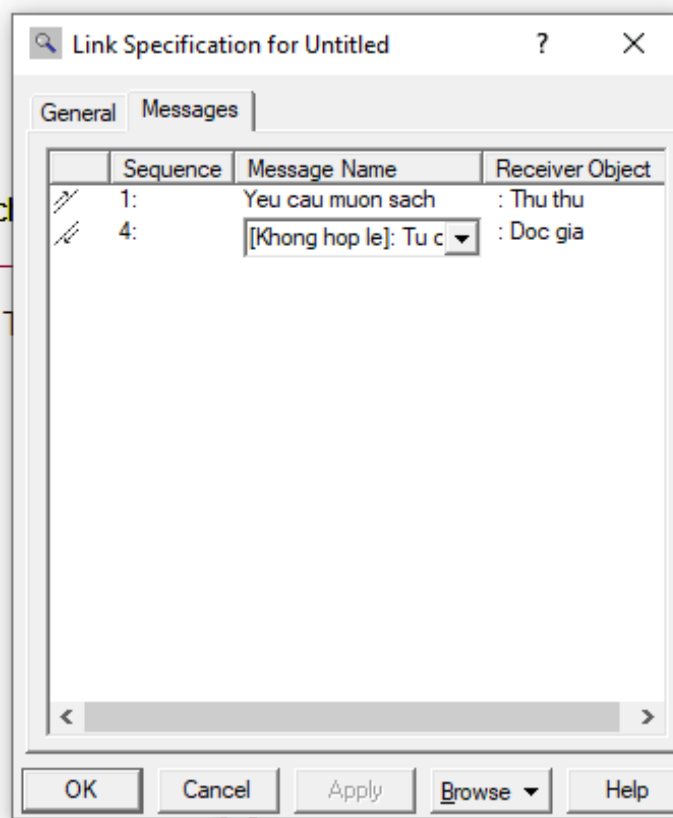 Link Specification for Untitled ? ×
General Messages
Sequence Message Name Receiver Object
1: Yeu cau muon sach : Thu thu
4: [Khong hop le]: Tu c : Doc gia
OK Cancel Apply Browse Help